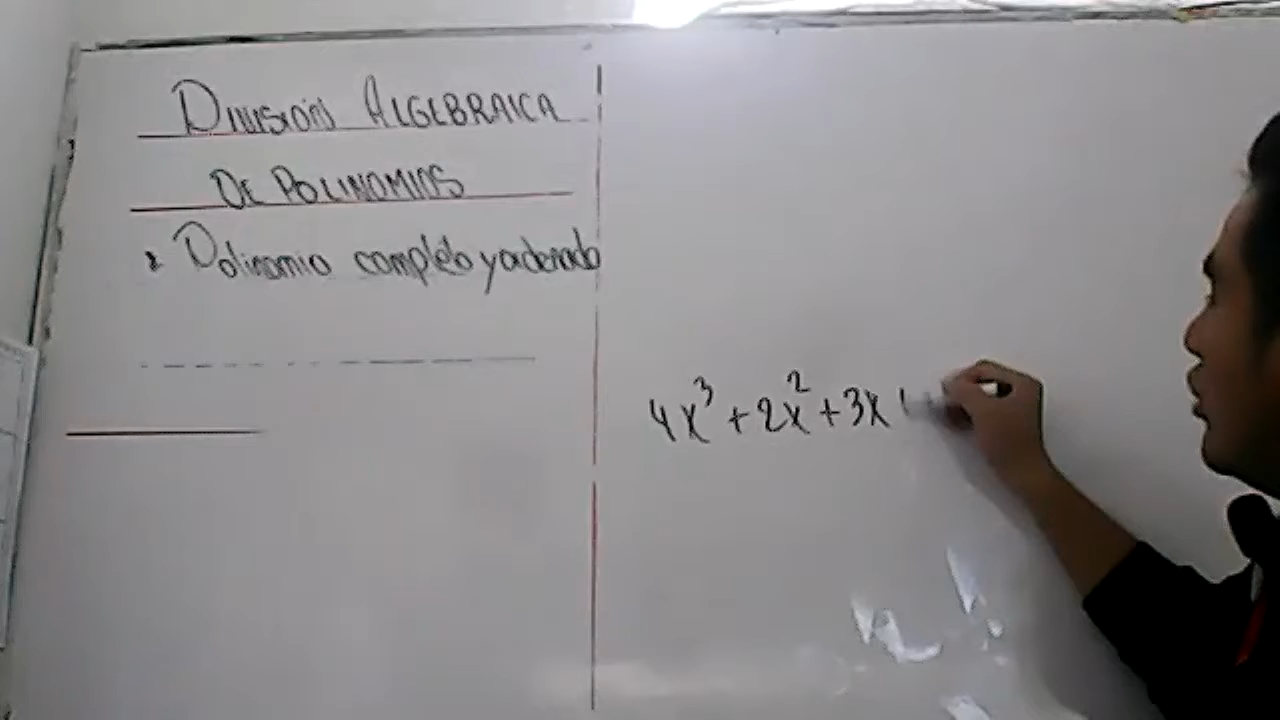 DIVISIÓN ALGEBRAICA
DE POLINOMIOS
Polinomio completo y ordenado
4x³ + 2x² + 3x